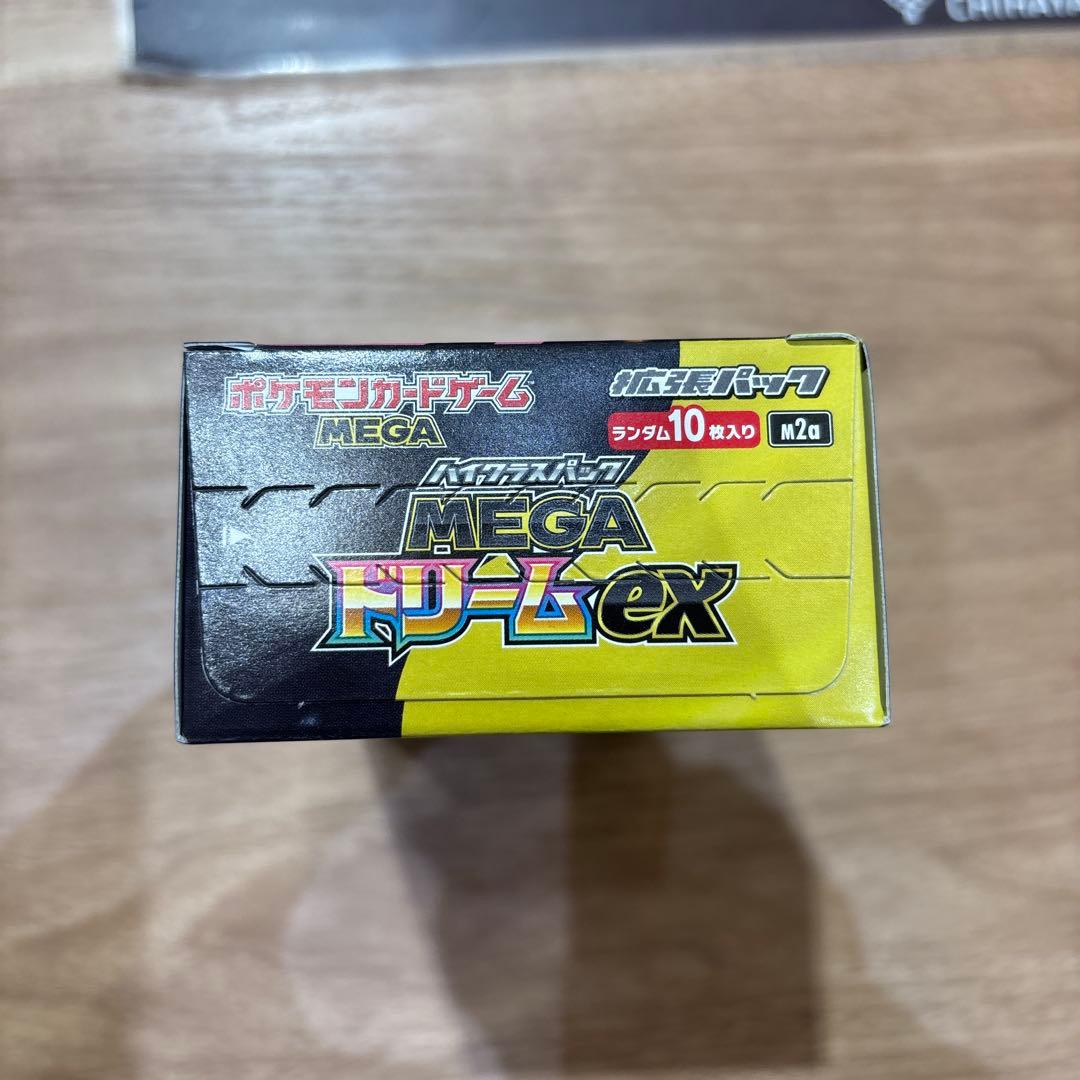 ポケモンカードゲーム
MEGA
拡張パック
ランダム10枚入り M2a
ハイクラスパック
MEGA
ドリームex